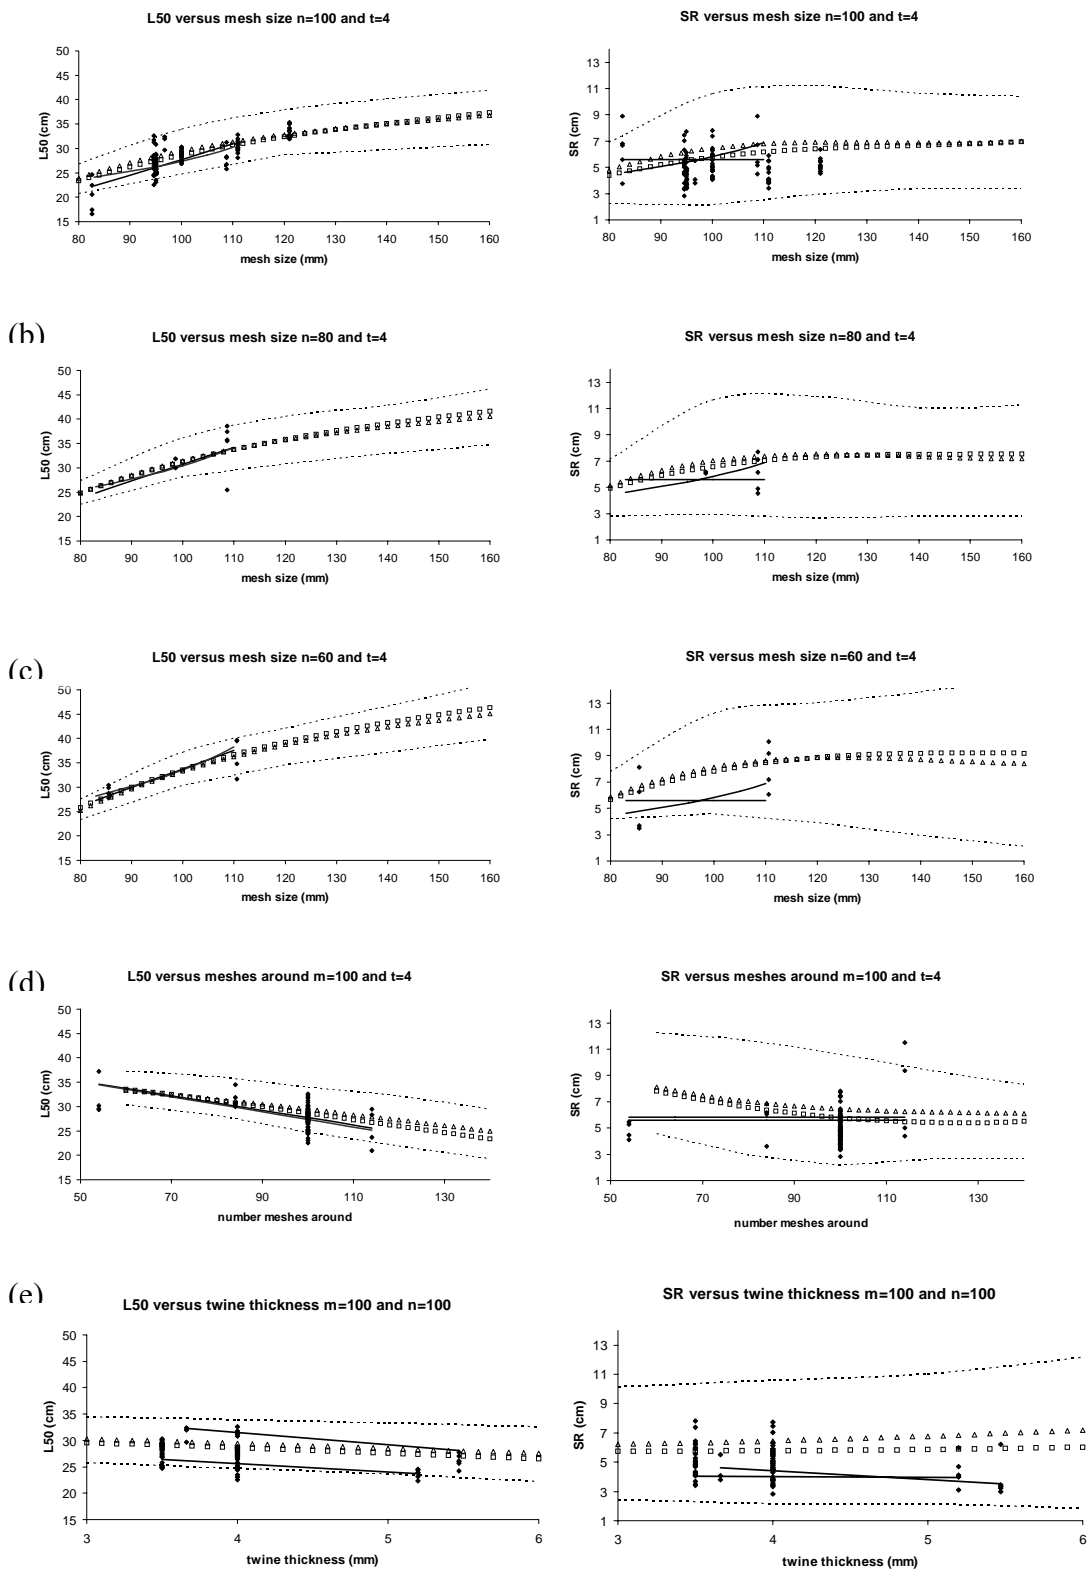 L50 versus mesh size n=100 and t=4
SR versus mesh size n=100 and t=4
L50 (cm)
50
45
40
35
30
25
20
15
80 90 100 110 120 130 140 150 160
mesh size (mm)
SR (cm)
13
11
9
7
5
3
1
80 90 100 110 120 130 140 150 160
mesh size (mm)
(b)
L50 versus mesh size n=80 and t=4
SR versus mesh size n=80 and t=4
L50 (cm)
50
45
40
35
30
25
20
15
80 90 100 110 120 130 140 150 160
mesh size (mm)
SR (cm)
13
11
9
7
5
3
1
80 90 100 110 120 130 140 150 160
mesh size (mm)
(c)
L50 versus mesh size n=60 and t=4
SR versus mesh size n=60 and t=4
L50 (cm)
50
45
40
35
30
25
20
15
80 90 100 110 120 130 140 150 160
mesh size (mm)
SR (cm)
13
11
9
7
5
3
1
80 90 100 110 120 130 140 150 160
mesh size (mm)
(d)
L50 versus meshes around m=100 and t=4
SR versus meshes around m=100 and t=4
L50 (cm)
50
45
40
35
30
25
20
15
50 70 90 110 130
number meshes around
SR (cm)
13
11
9
7
5
3
1
50 70 90 110 130
number meshes around
(e)
L50 versus twine thickness m=100 and n=100
SR versus twine thickness m=100 and n=100
L50 (cm)
50
45
40
35
30
25
20
15
3 4 5 6
twine thickness (mm)
SR (cm)
13
11
9
7
5
3
1
3 4 5 6
twine thickness (mm)